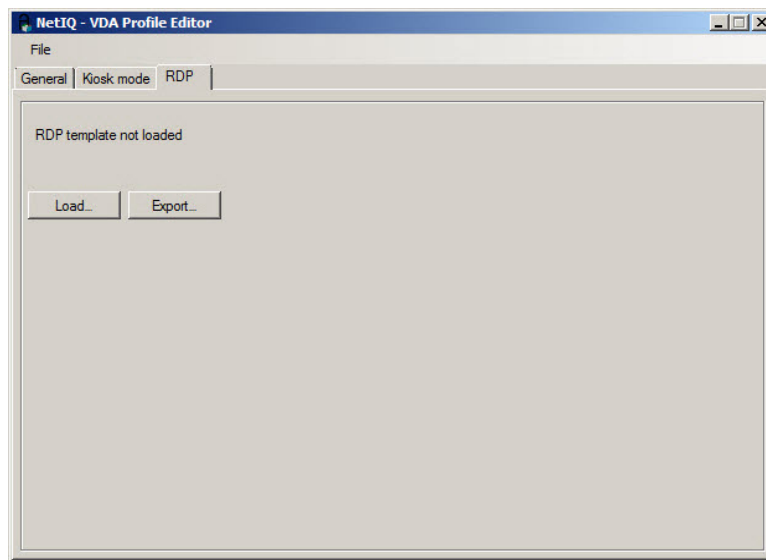 NetIQ - VDA Profile Editor
File
General Kiosk mode RDP
RDP template not loaded
Load... Export...